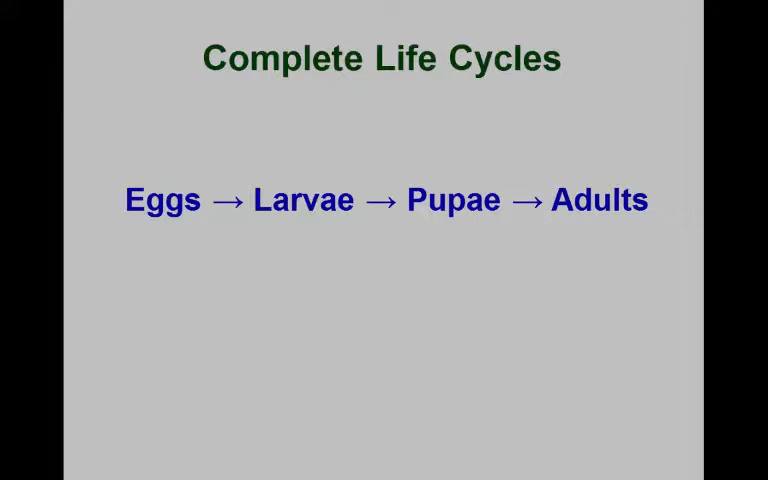 Complete Life Cycles
Eggs → Larvae → Pupae → Adults